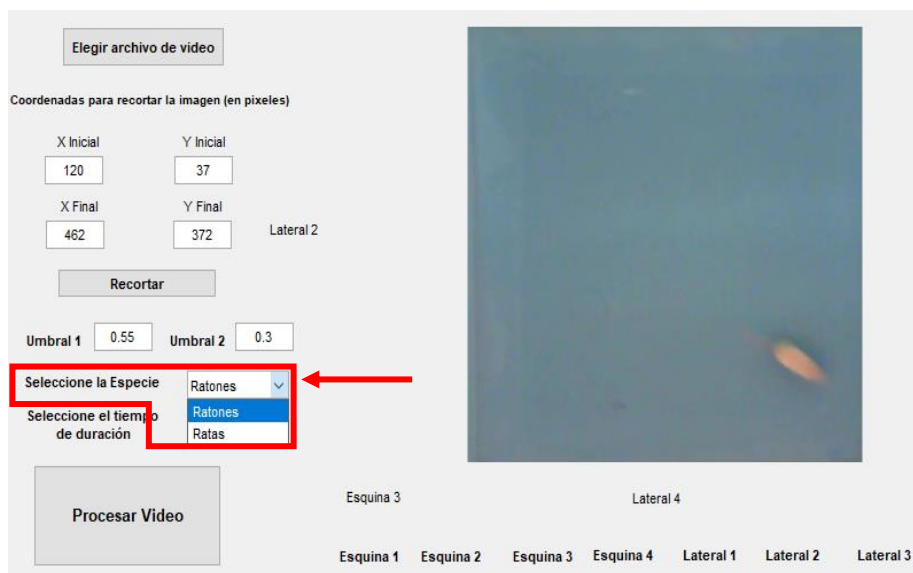 Elegir archivo de video
Coordenadas para recortar la imagen (en pixeles)
X Inicial
Y Inicial
120
37
X Final
Y Final
462
372
Lateral 2
Recortar
Umbral 1
0.55
Umbral 2
0.3
Seleccione la Especie
Ratones
Ratones
Ratas
Seleccione el tiempo
de duración
Procesar Video
Esquina 3
Lateral 4
Esquina 1
Esquina 2
Esquina 3
Esquina 4
Lateral 1
Lateral 2
Lateral 3